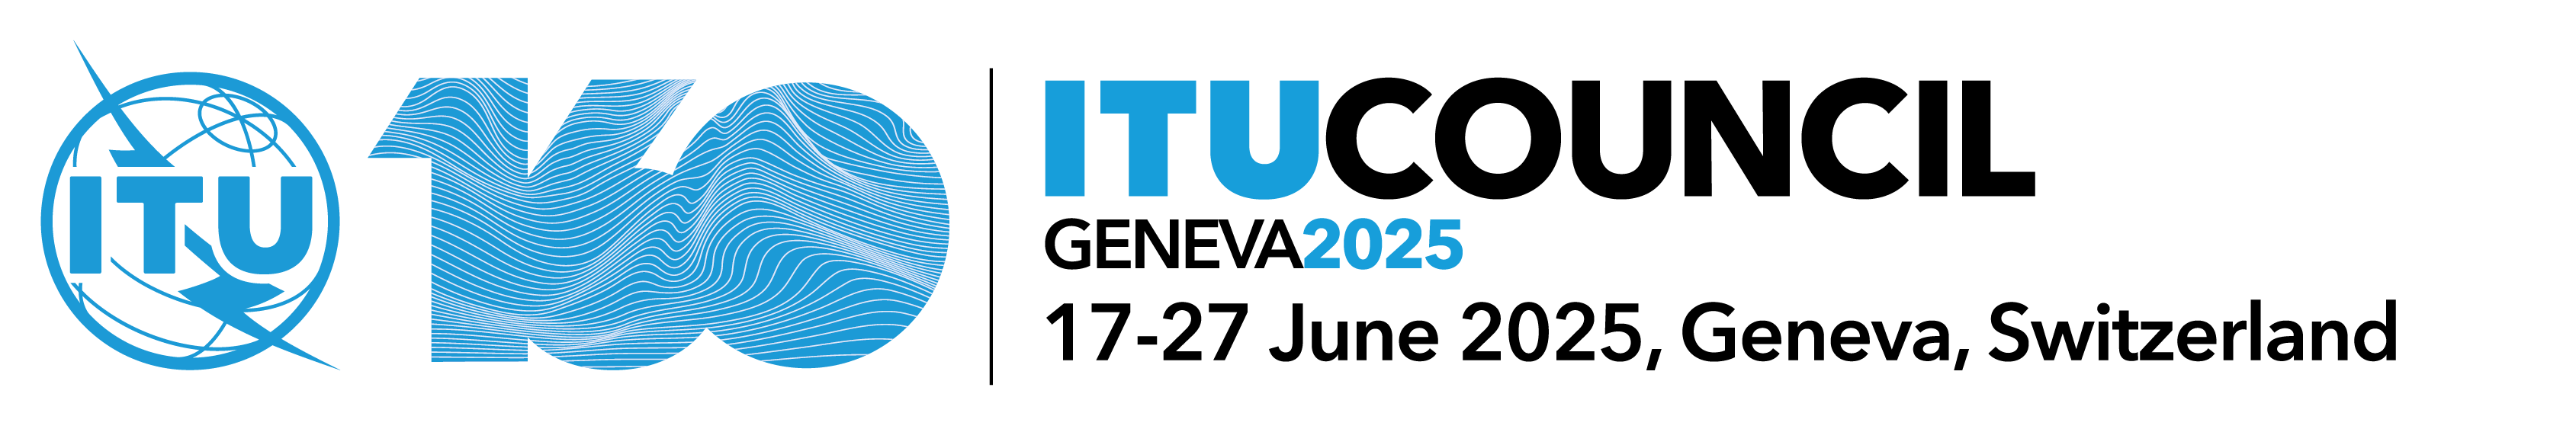 ITU 160
ITUCOUNCIL
GENEVA2025
17-27 June 2025, Geneva, Switzerland